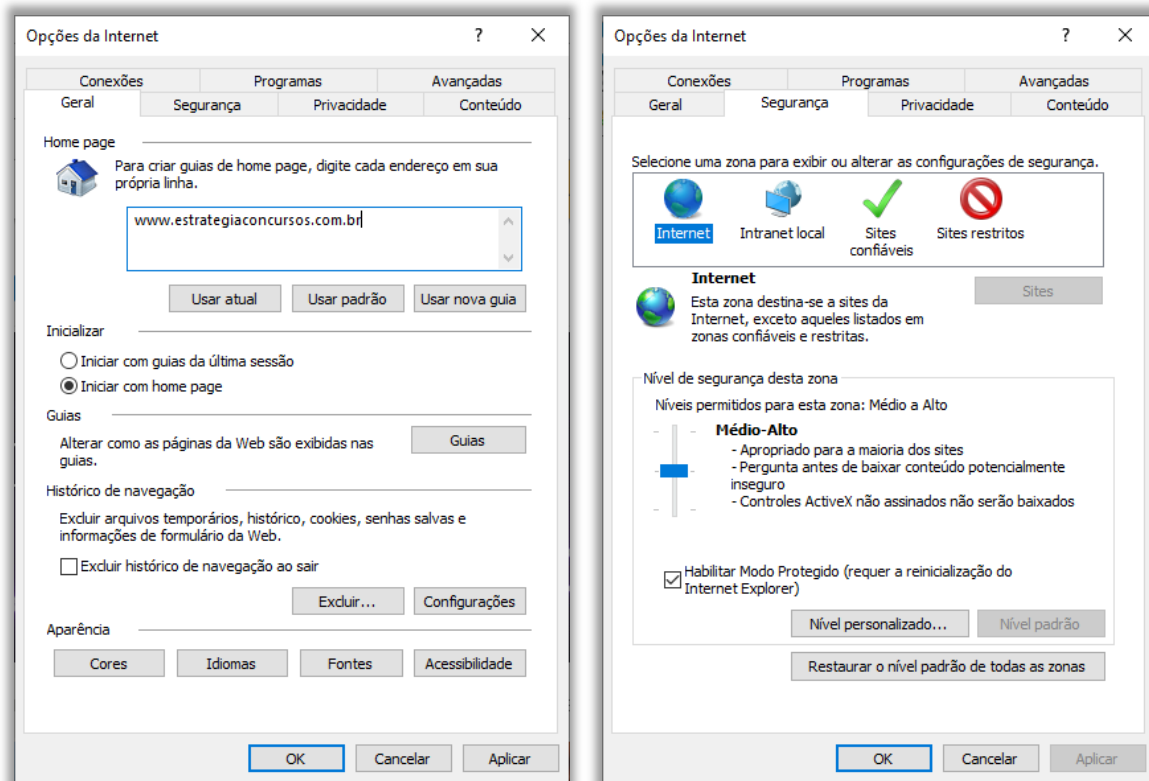 Opções da Internet ? X
Conexões Programas Avançadas
Geral Segurança Privacidade Conteúdo
Home page
Para criar guias de home page, digite cada endereço em sua
própria linha.
www.estrategiaconcursos.com.br
Usar atual Usar padrão Usar nova guia
Inicializar
Iniciar com guias da última sessão
Iniciar com home page
Guias
Alterar como as páginas da Web são exibidas nas
guias.
Guias
Histórico de navegação
Excluir arquivos temporários, histórico, cookies, senhas salvas e
informações de formulário da Web.
Excluir histórico de navegação ao sair
Excluir... Configurações
Aparência
Cores Idiomas Fontes Acessibilidade
OK Cancelar Aplicar
Opções da Internet ? X
Conexões Programas Avançadas
Geral Segurança Privacidade Conteúdo
Selecione uma zona para exibir ou alterar as configurações de segurança.
Internet Intranet local Sites confiáveis Sites restritos
Internet
Esta zona destina-se a sites da
Internet, exceto aqueles listados em
zonas confiáveis e restritas.
Sites
Nível de segurança desta zona
Níveis permitidos para esta zona: Médio a Alto
Médio-Alto
- Apropriado para a maioria dos sites
- Pergunta antes de baixar conteúdo potencialmente
inseguro
- Controles ActiveX não assinados não serão baixados
Habilitar Modo Protegido (requer a reinicialização do
Internet Explorer)
Nível personalizado... Nível padrão
Restaurar o nível padrão de todas as zonas
OK Cancelar Aplicar